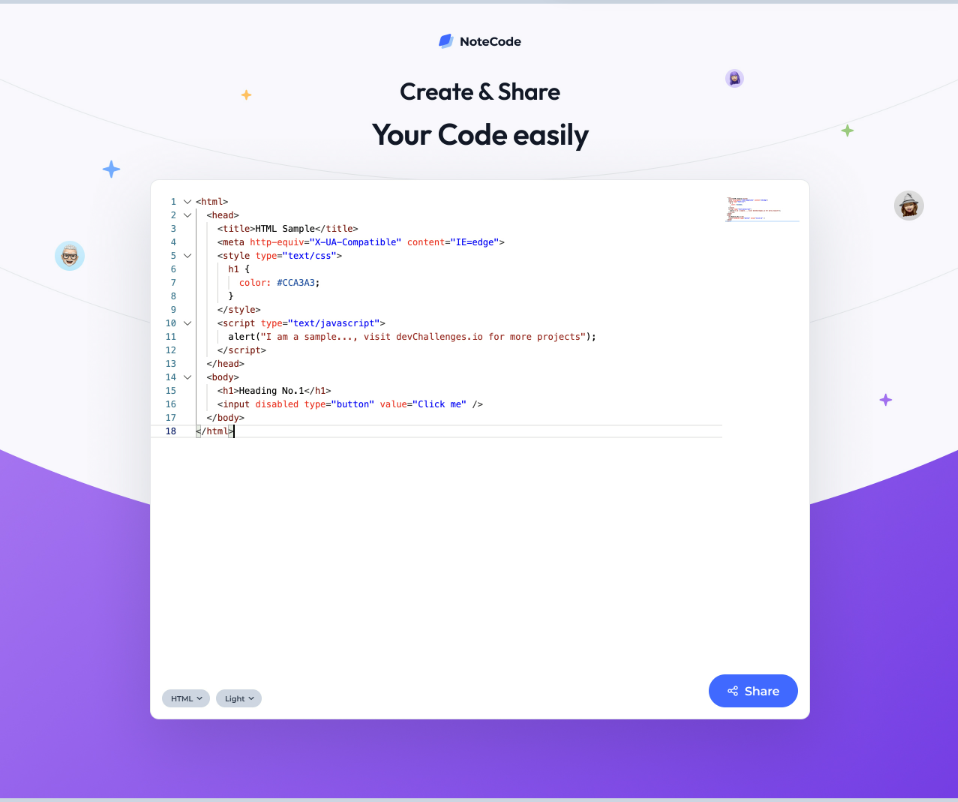 NoteCode
Create & Share
Your Code easily
1 <html>
2 <head>
3 <title>HTML Sample</title>
4 <meta http-equiv="X-UA-Compatible" content="IE=edge">
5 <style type="text/css">
6 h1 {
7 color: #CCA3A3;
8 }
9 </style>
10 <script type="text/javascript">
11 alert("I am a sample..., visit devChallenges.io for more projects");
12 </script>
13 </head>
14 <body>
15 <h1>Heading No.1</h1>
16 <input disabled type="button" value="Click me" />
17 </body>
18 </html>
HTML Light
Share